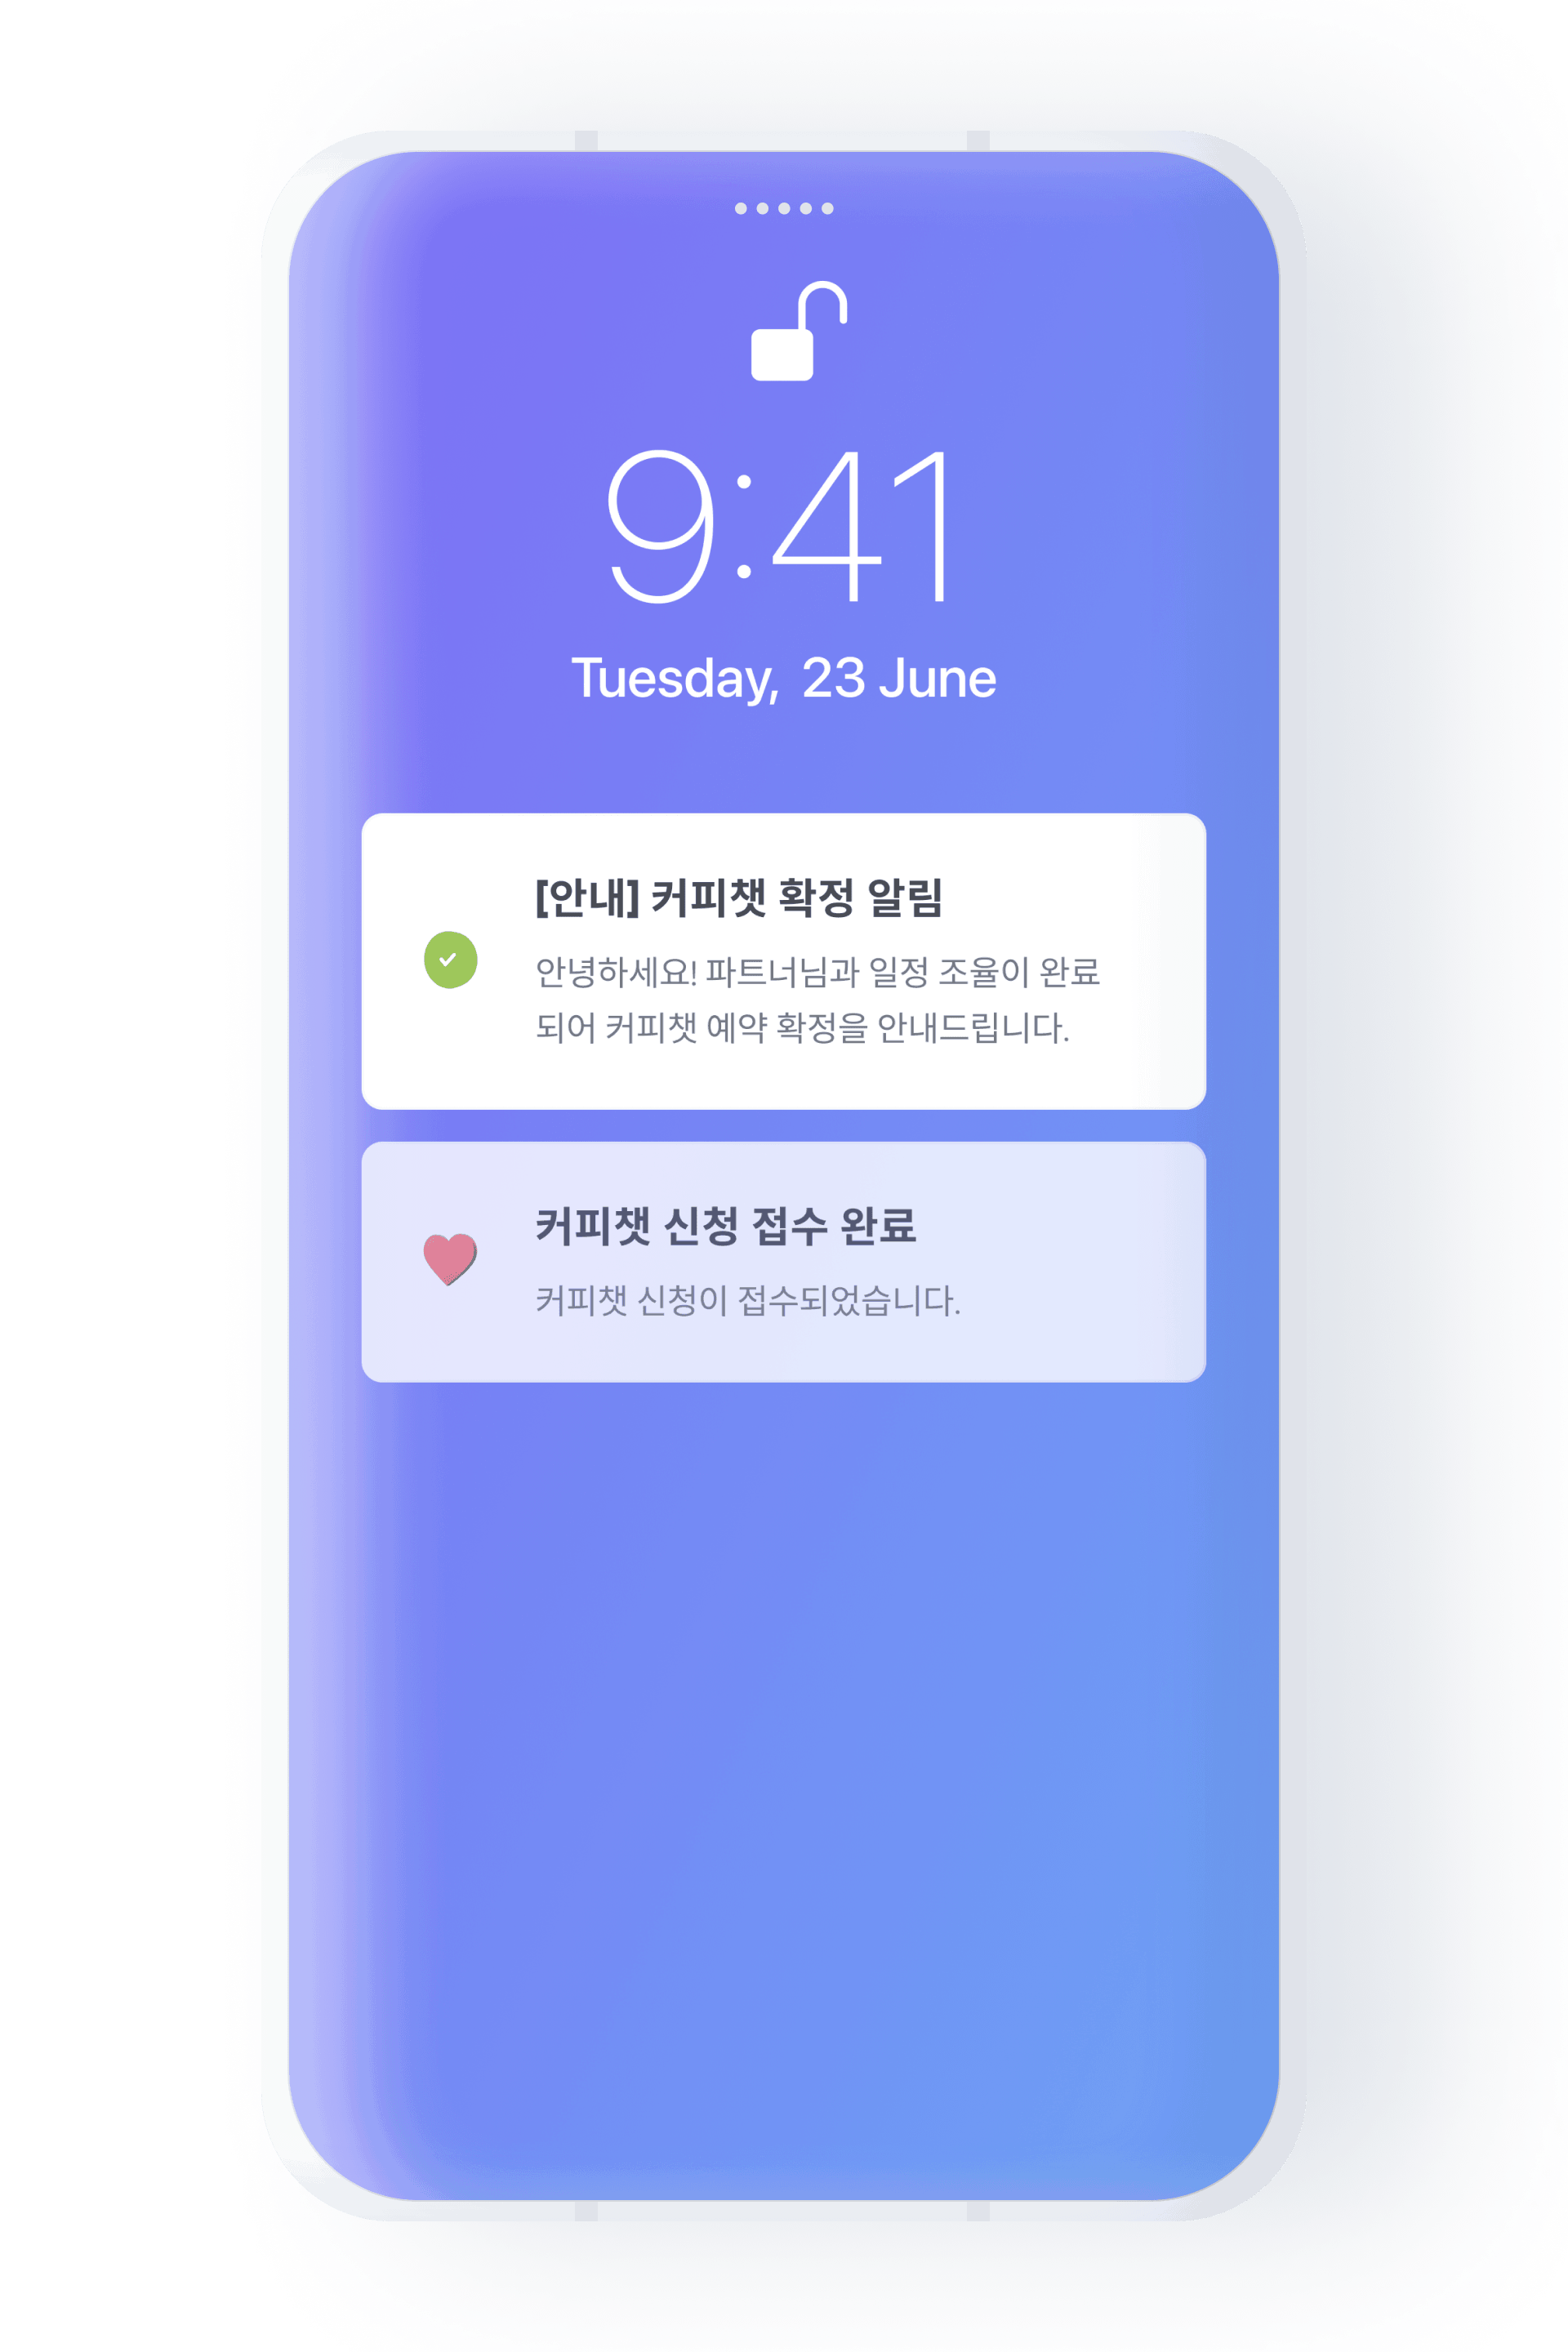 9:41
Tuesday, 23 June
[안내] 커피챗 확정 알림
안녕하세요! 파트너님과 일정 조율이 완료
되어 커피챗 예약 확정을 안내드립니다.
커피챗 신청 접수 완료
커피챗 신청이 접수되었습니다.